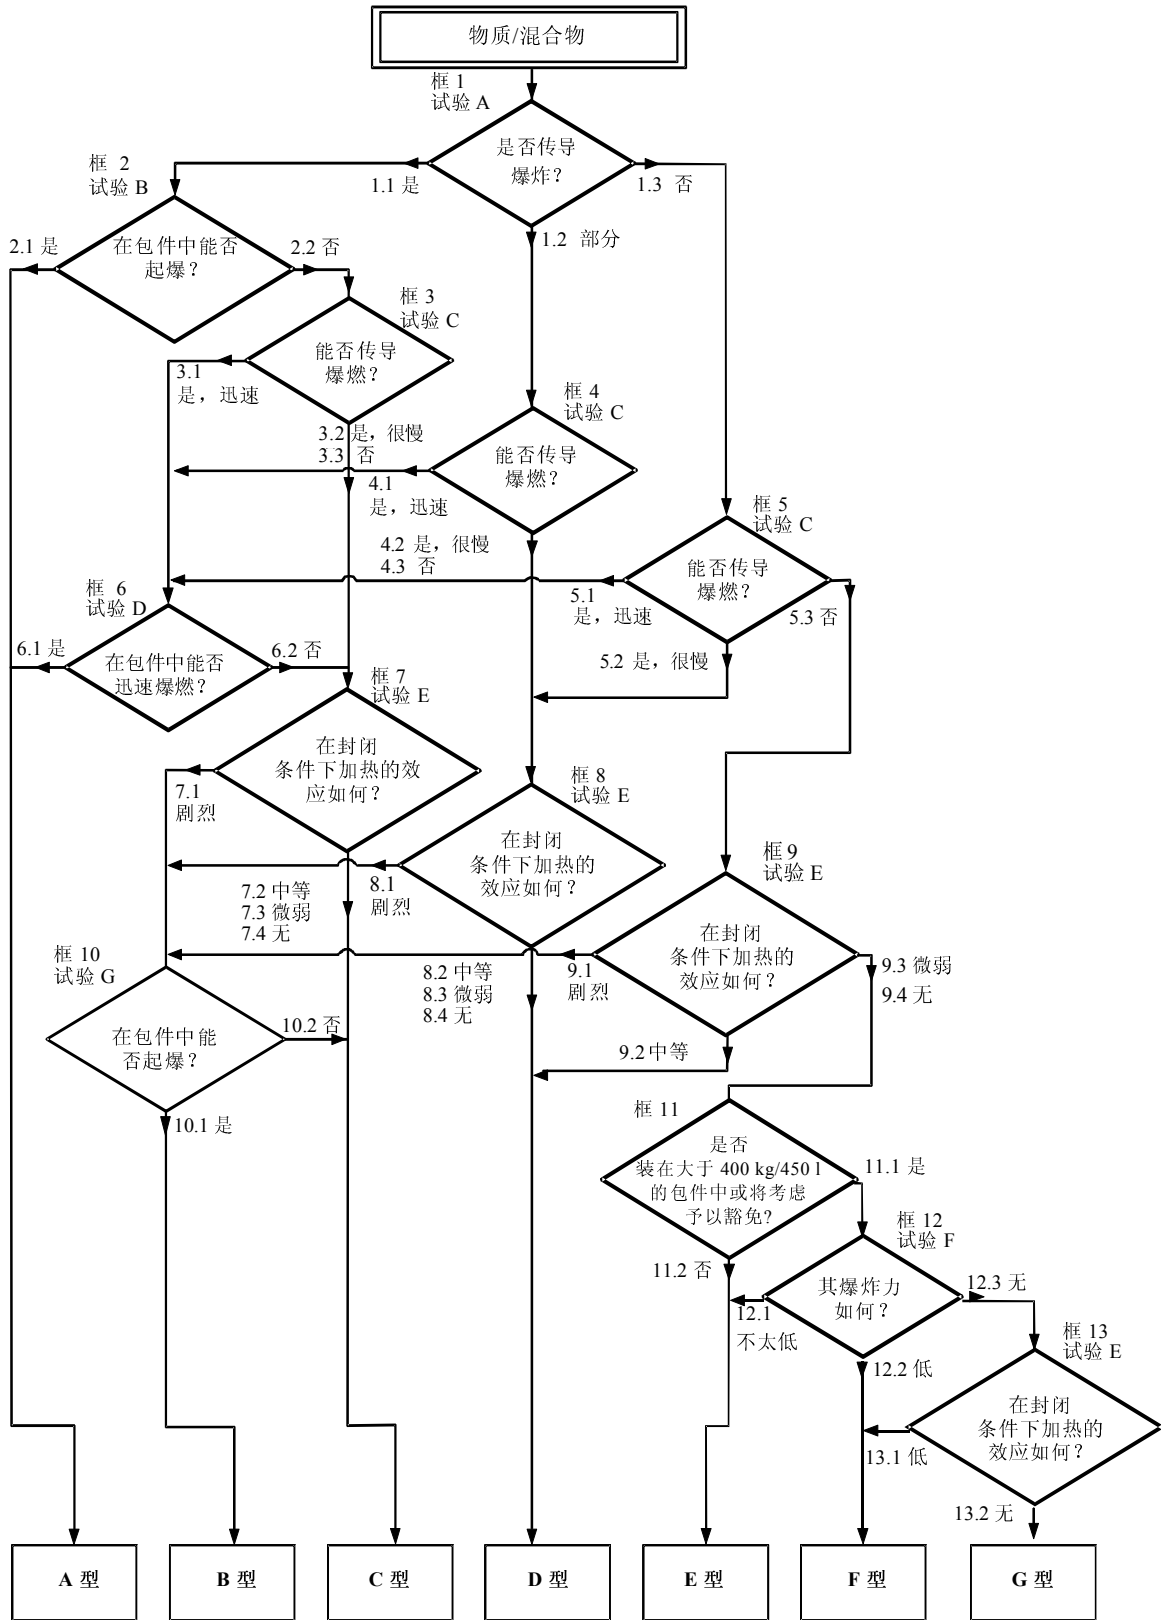 物质/混合物
框 1
试验 A
是否传导
爆炸?
1.1 是
1.3 否
1.2 部分
框 2
试验 B
在包件中能否
起爆?
2.1 是
2.2 否
框 3
试验 C
能否传导
爆燃?
3.1
是，迅速
3.2 是，很慢
3.3 否
框 4
试验 C
能否传导
爆燃?
4.1
是，迅速
4.2 是，很慢
4.3 否
框 5
试验 C
能否传导
爆燃?
5.1
是，迅速
5.3 否
5.2 是，很慢
框 6
试验 D
在包件中能否
迅速爆燃?
6.1 是
6.2 否
框 7
试验 E
在封闭
条件下加热的效
应如何?
7.1
剧烈
7.2 中等
7.3 微弱
7.4 无
框 8
试验 E
在封闭
条件下加热的
效应如何?
8.1
剧烈
8.2 中等
8.3 微弱
8.4 无
框 9
试验 E
在封闭
条件下加热的
效应如何?
9.1
剧烈
9.3 微弱
9.4 无
9.2 中等
框 10
试验 G
在包件中能
否起爆?
10.2 否
10.1 是
框 11
是否
装在大于 400 kg/450 l
的包件中或将考虑
予以豁免?
11.1 是
11.2 否
框 12
试验 F
其爆炸力
如何?
12.1
不太低
12.3 无
12.2 低
框 13
试验 E
在封闭
条件下加热的
效应如何?
13.1 低
13.2 无
A 型
B 型
C 型
D 型
E 型
F 型
G 型